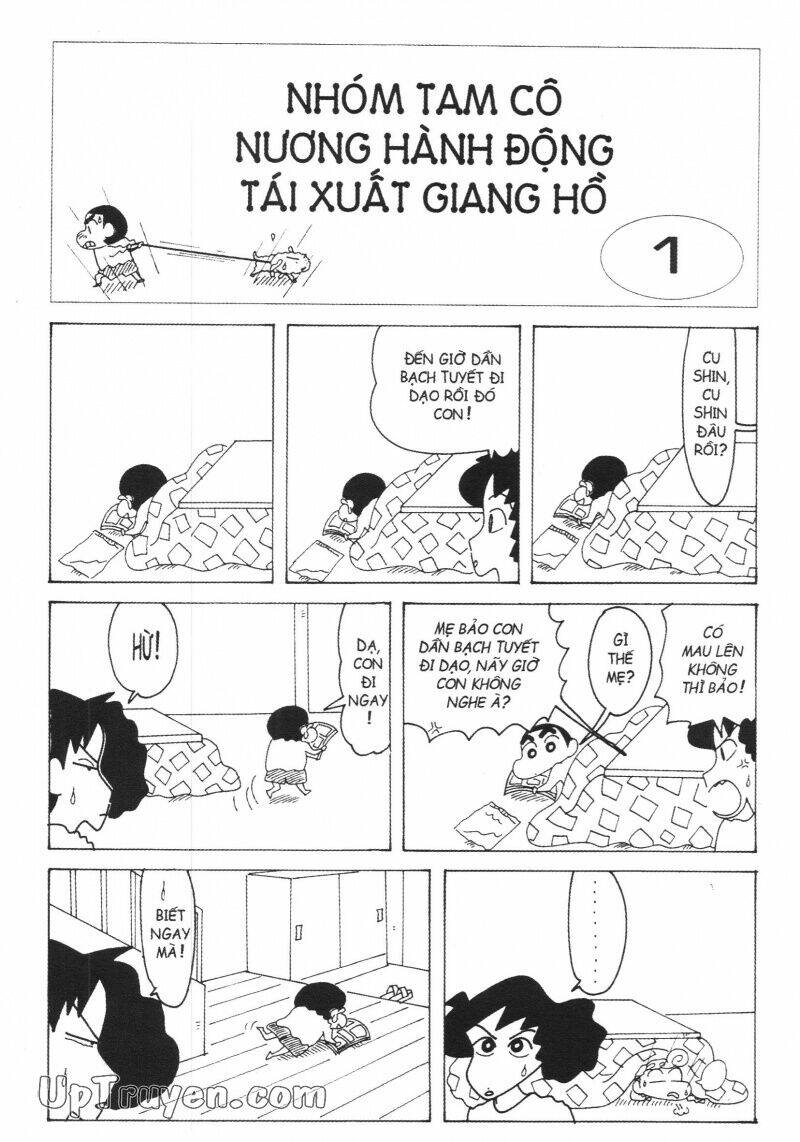 NHÓM TAM CÔ
NƯƠNG HÀNH ĐỘNG
TÁI XUẤT GIANG HỒ
1
CU
SHIN,
CU
SHIN
ĐÂU
RỒI?
ĐẾN GIỜ DẪN
BẠCH TUYẾT ĐI
DẠO RỒI ĐÓ
CON!
CÓ
MAU LÊN
KHÔNG
THÌ BẢO!
GÌ
THẾ
MẸ?
MẸ BẢO CON
DẪN BẠCH TUYẾT
ĐI DẠO, NÃY GIỜ
CON KHÔNG
NGHE À?
DẠ,
CON
ĐI
NGAY
!
HỪ!
........
BIẾT
NGAY
MÀ!
UpTruyen.com